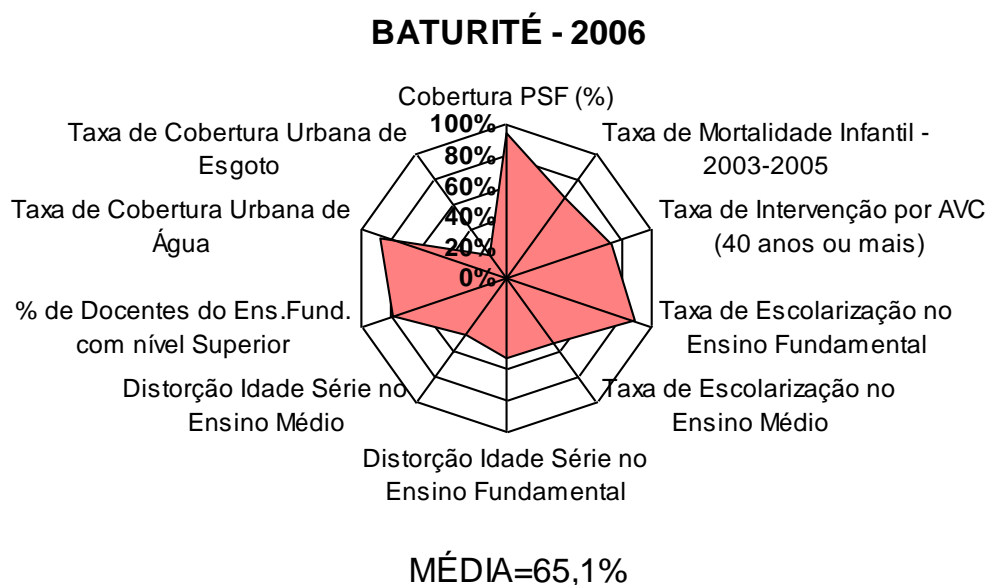 BATURITÉ - 2006
Cobertura PSF (%)
Taxa de Mortalidade Infantil -
2003-2005
Taxa de Intervenção por AVC
(40 anos ou mais)
Taxa de Escolarização no
Ensino Fundamental
Taxa de Escolarização no
Ensino Médio
Distorção Idade Série no
Ensino Fundamental
Distorção Idade Série no
Ensino Médio
% de Docentes do Ens.Fund.
com nível Superior
Taxa de Cobertura Urbana de
Água
Taxa de Cobertura Urbana de
Esgoto
100%
80%
60%
40%
20%
0%
MÉDIA=65,1%